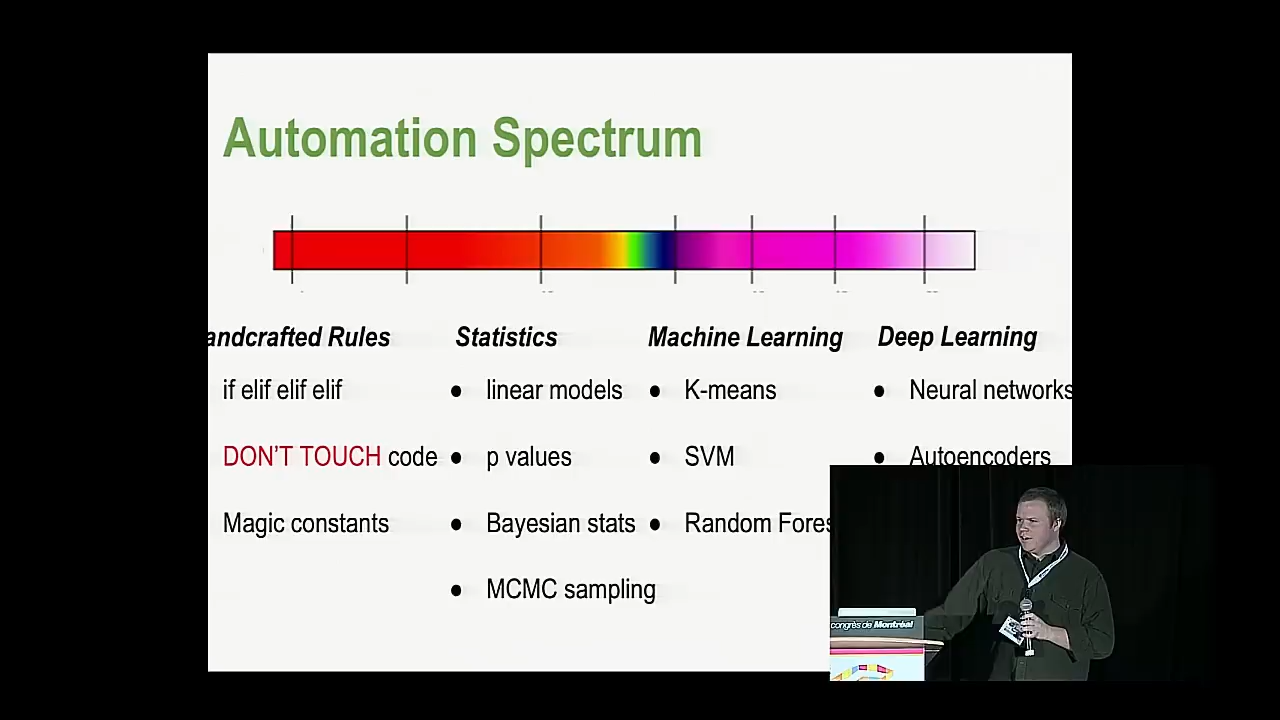 Automation Spectrum
andcrafted Rules
if elif elif elif
DON'T TOUCH code
Magic constants
Statistics
● linear models
● p values
● Bayesian stats
● MCMC sampling
Machine Learning
● K-means
● SVM
● Random Fores
Deep Learning
● Neural networks
● Autoencoders
congrès de Montréal